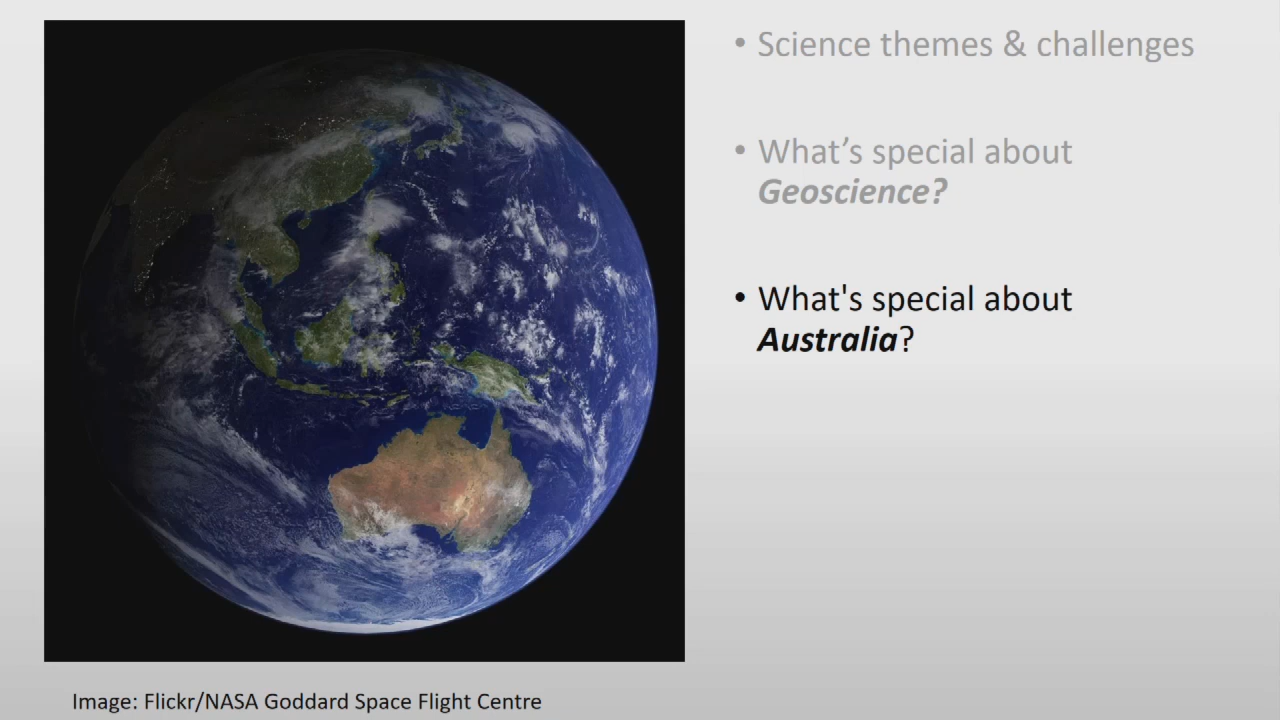 • Science themes & challenges
• What’s special about
Geoscience?
• What's special about
Australia?
Image: Flickr/NASA Goddard Space Flight Centre